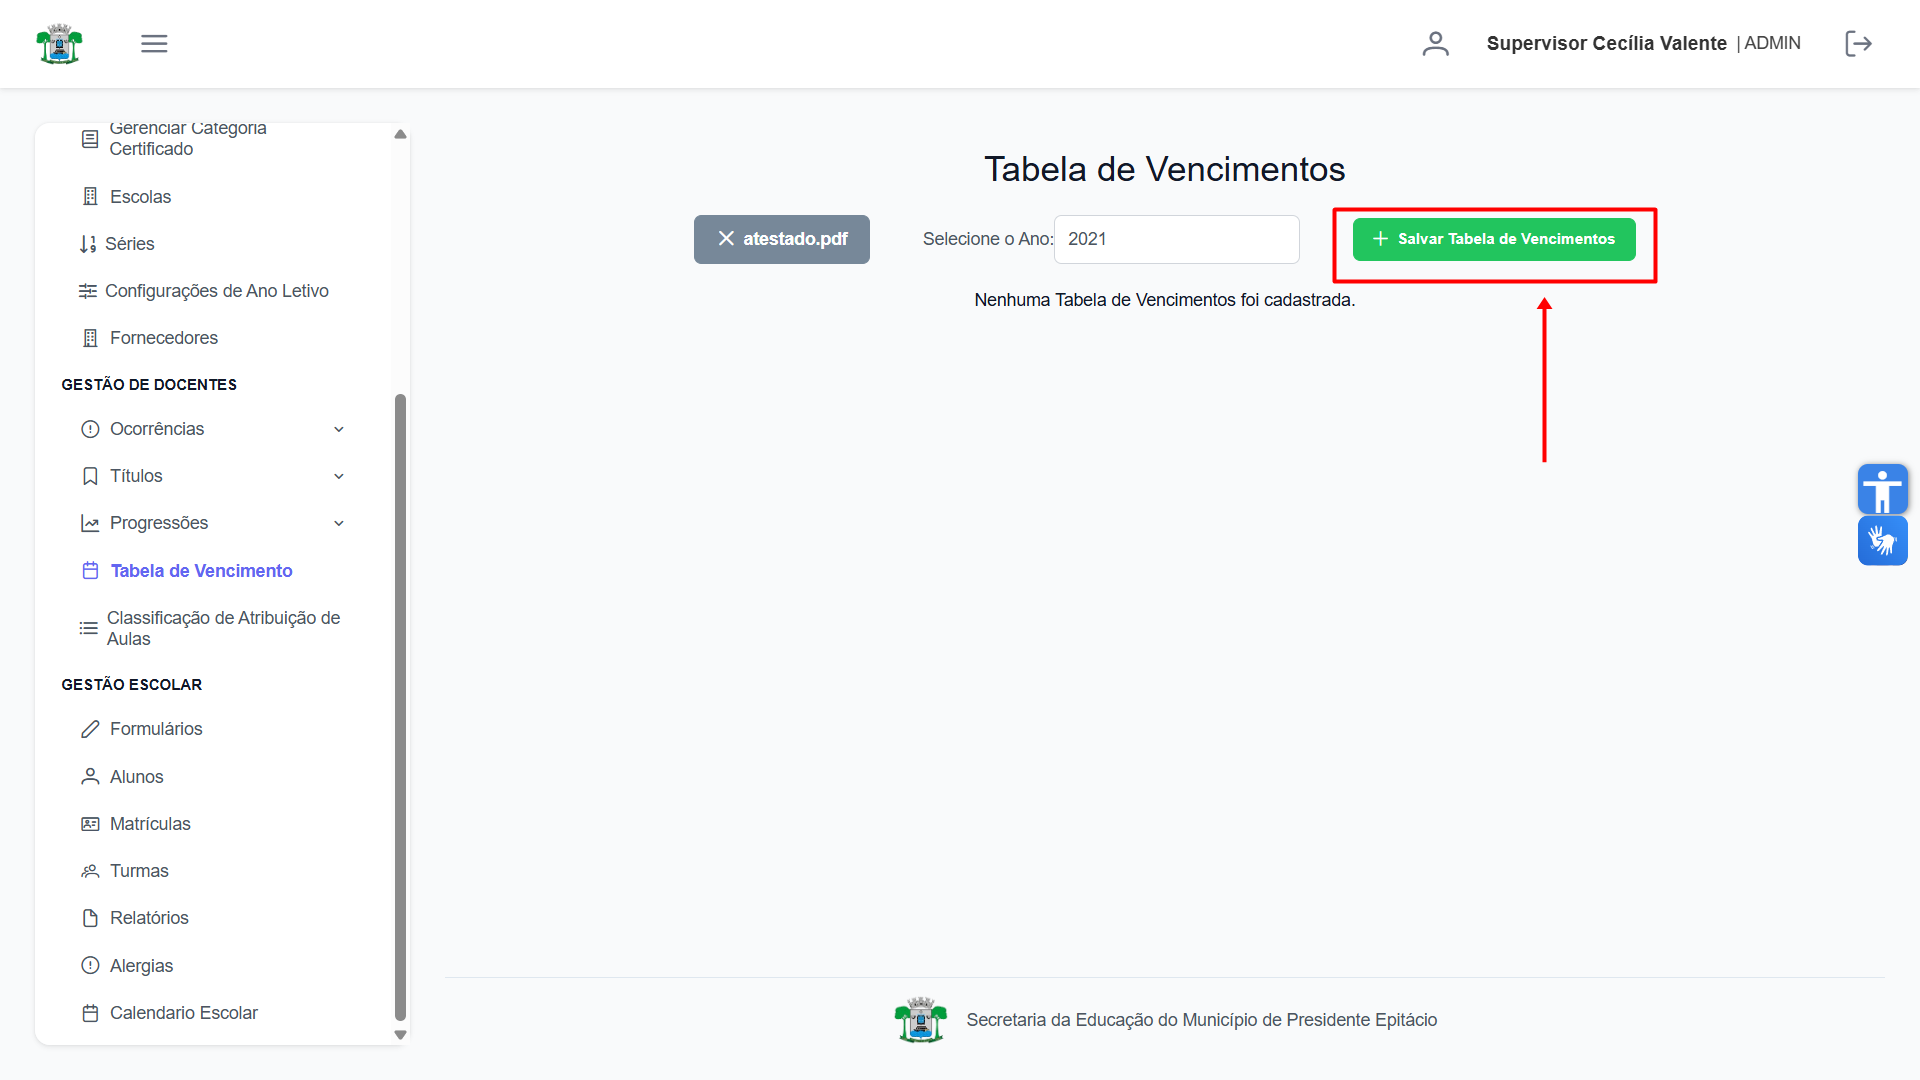 Supervisor Cecília Valente | ADMIN
Gerenciar Categoria
Certificado
Escolas
Séries
Configurações de Ano Letivo
Fornecedores
GESTÃO DE DOCENTES
Ocorrências
Títulos
Progressões
Tabela de Vencimento
Classificação de Atribuição de
Aulas
GESTÃO ESCOLAR
Formulários
Alunos
Matrículas
Turmas
Relatórios
Alergias
Calendario Escolar
Tabela de Vencimentos
atestado.pdf
Selecione o Ano: 2021
Salvar Tabela de Vencimentos
Nenhuma Tabela de Vencimentos foi cadastrada.
Secretaria da Educação do Município de Presidente Epitácio